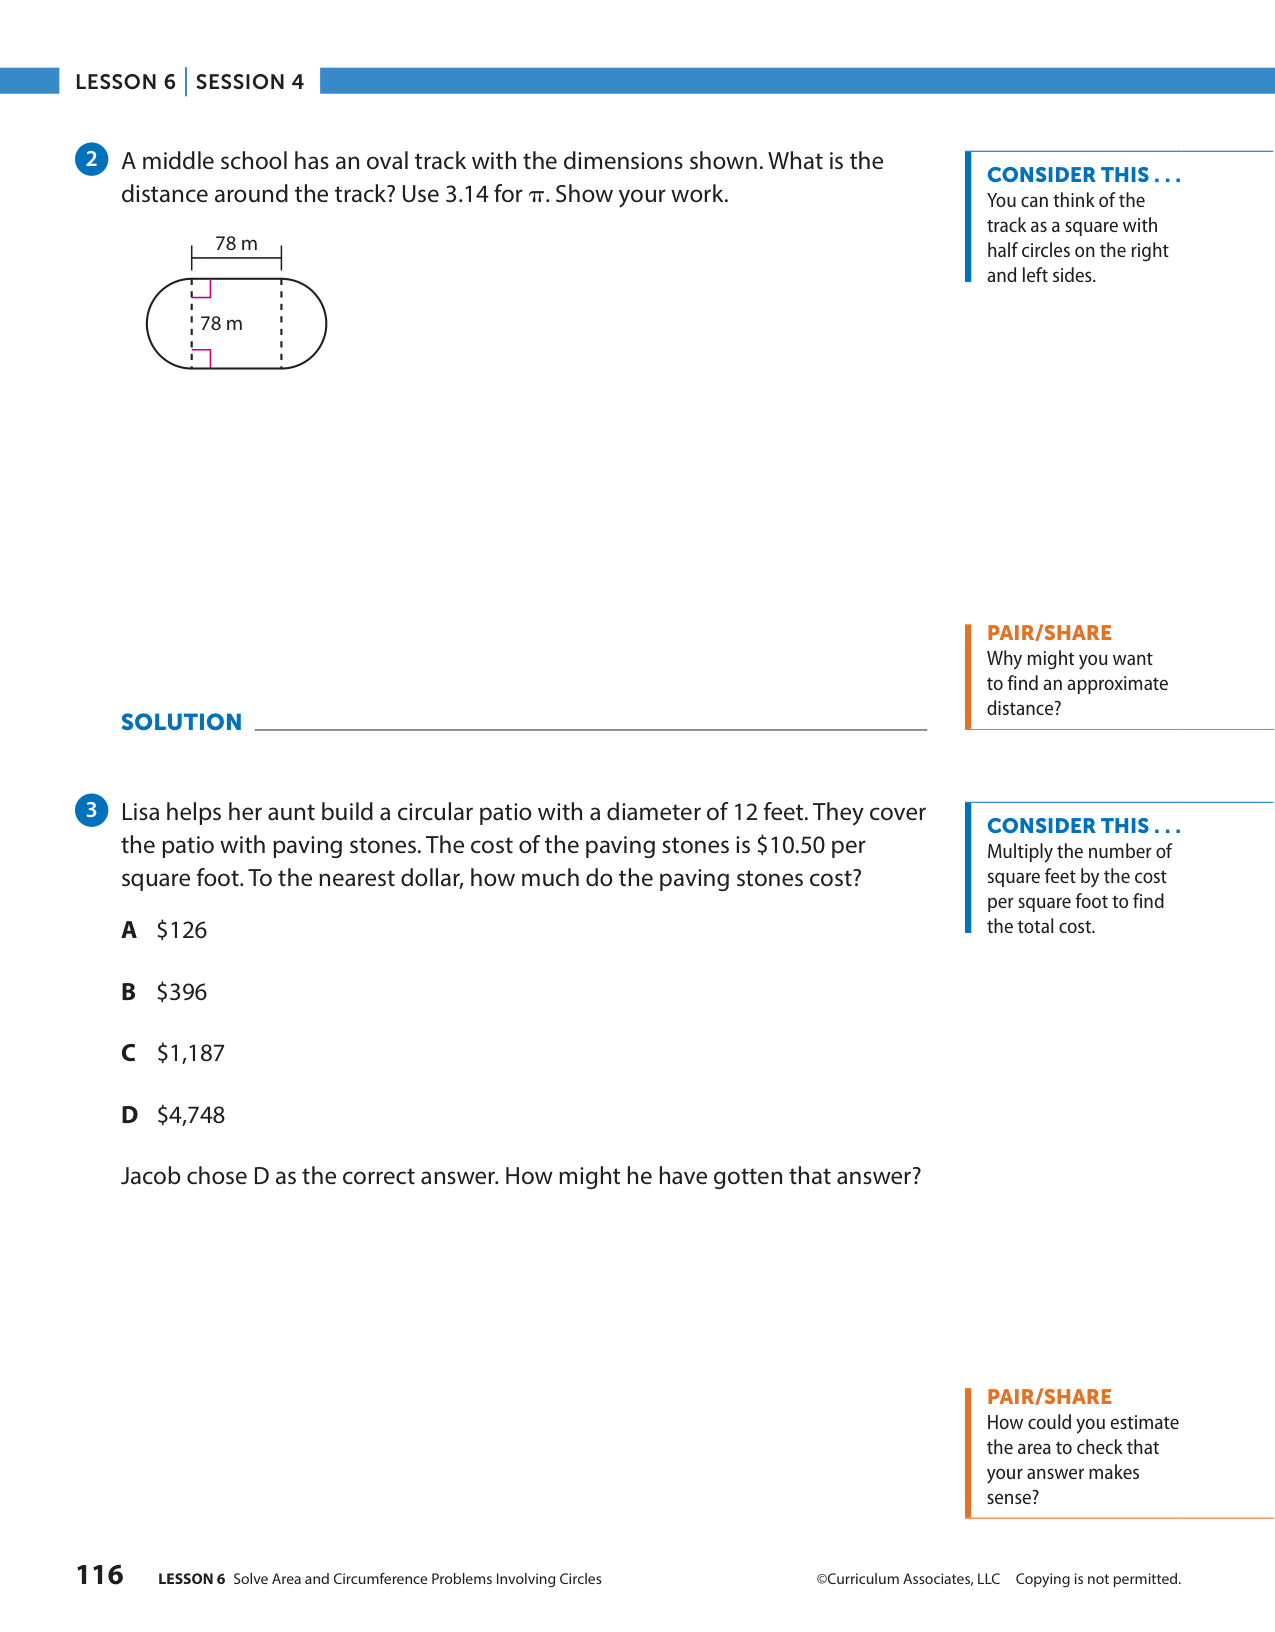 LESSON 6 | SESSION 4
2 A middle school has an oval track with the dimensions shown. What is the
distance around the track? Use 3.14 for π. Show your work.
78 m
78 m
CONSIDER THIS . . .
You can think of the
track as a square with
half circles on the right
and left sides.
PAIR/SHARE
Why might you want
to find an approximate
distance?
SOLUTION
3 Lisa helps her aunt build a circular patio with a diameter of 12 feet. They cover
the patio with paving stones. The cost of the paving stones is $10.50 per
square foot. To the nearest dollar, how much do the paving stones cost?
A $126
B $396
C $1,187
D $4,748
Jacob chose D as the correct answer. How might he have gotten that answer?
CONSIDER THIS . . .
Multiply the number of
square feet by the cost
per square foot to find
the total cost.
PAIR/SHARE
How could you estimate
the area to check that
your answer makes
sense?
116 LESSON 6 Solve Area and Circumference Problems Involving Circles ©Curriculum Associates, LLC Copying is not permitted.